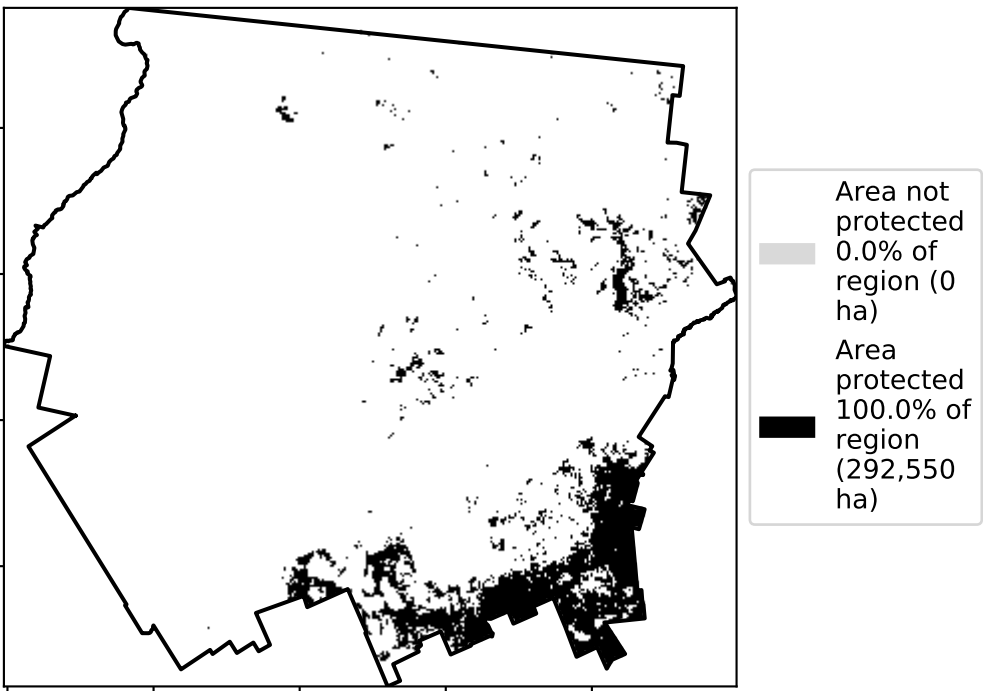 Area not
protected
0.0% of
region (0
ha)
Area
protected
100.0% of
region
(292,550
ha)